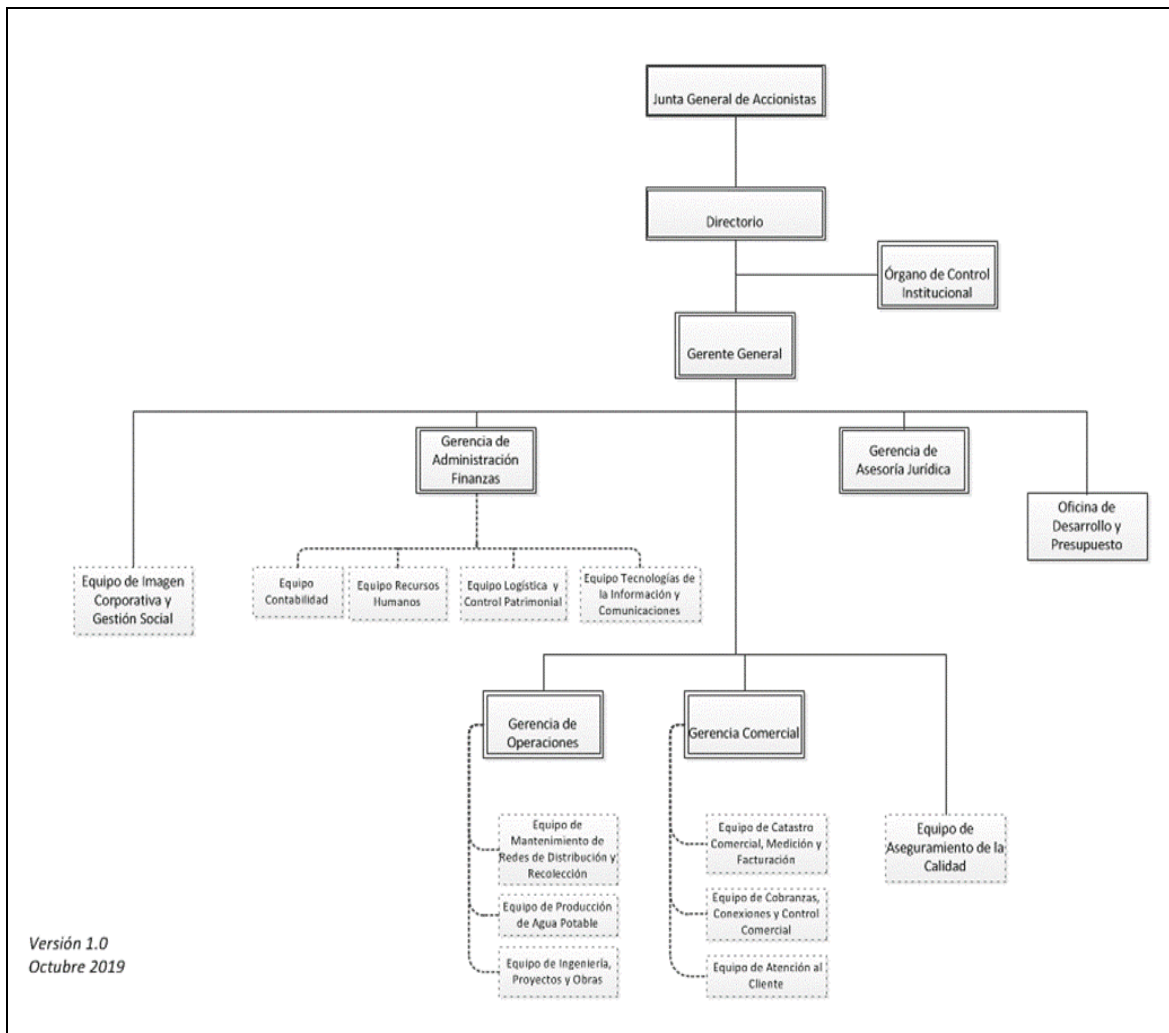 Junta General de Accionistas
Directorio
Órgano de Control
Institucional
Gerente General
Gerencia de
Administración
Finanzas
Gerencia de
Asesoría Jurídica
Oficina de
Desarrollo y
Presupuesto
Equipo de Imagen
Corporativa y
Gestión Social
Equipo
Contabilidad
Equipo Recursos
Humanos
Equipo Logística y
Control Patrimonial
Equipo Tecnologías de
la Información y
Comunicaciones
Gerencia de
Operaciones
Gerencia Comercial
Equipo de
Mantenimiento de
Redes de Distribución y
Recolección
Equipo de Producción
de Agua Potable
Equipo de Ingeniería,
Proyectos y Obras
Equipo de Catastro
Comercial, Medición y
Facturación
Equipo de Cobranzas,
Conexiones y Control
Comercial
Equipo de Atención al
Cliente
Equipo de
Aseguramiento de la
Calidad
Versión 1.0
Octubre 2019